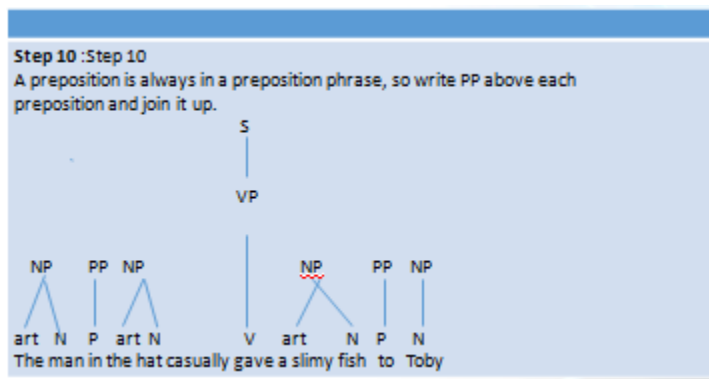 Step 10 :Step 10
A preposition is always in a preposition phrase, so write PP above each
preposition and join it up.
S
VP
NP PP NP NP PP NP
art N P art N V art N P N
The man in the hat casually gave a slimy fish to Toby